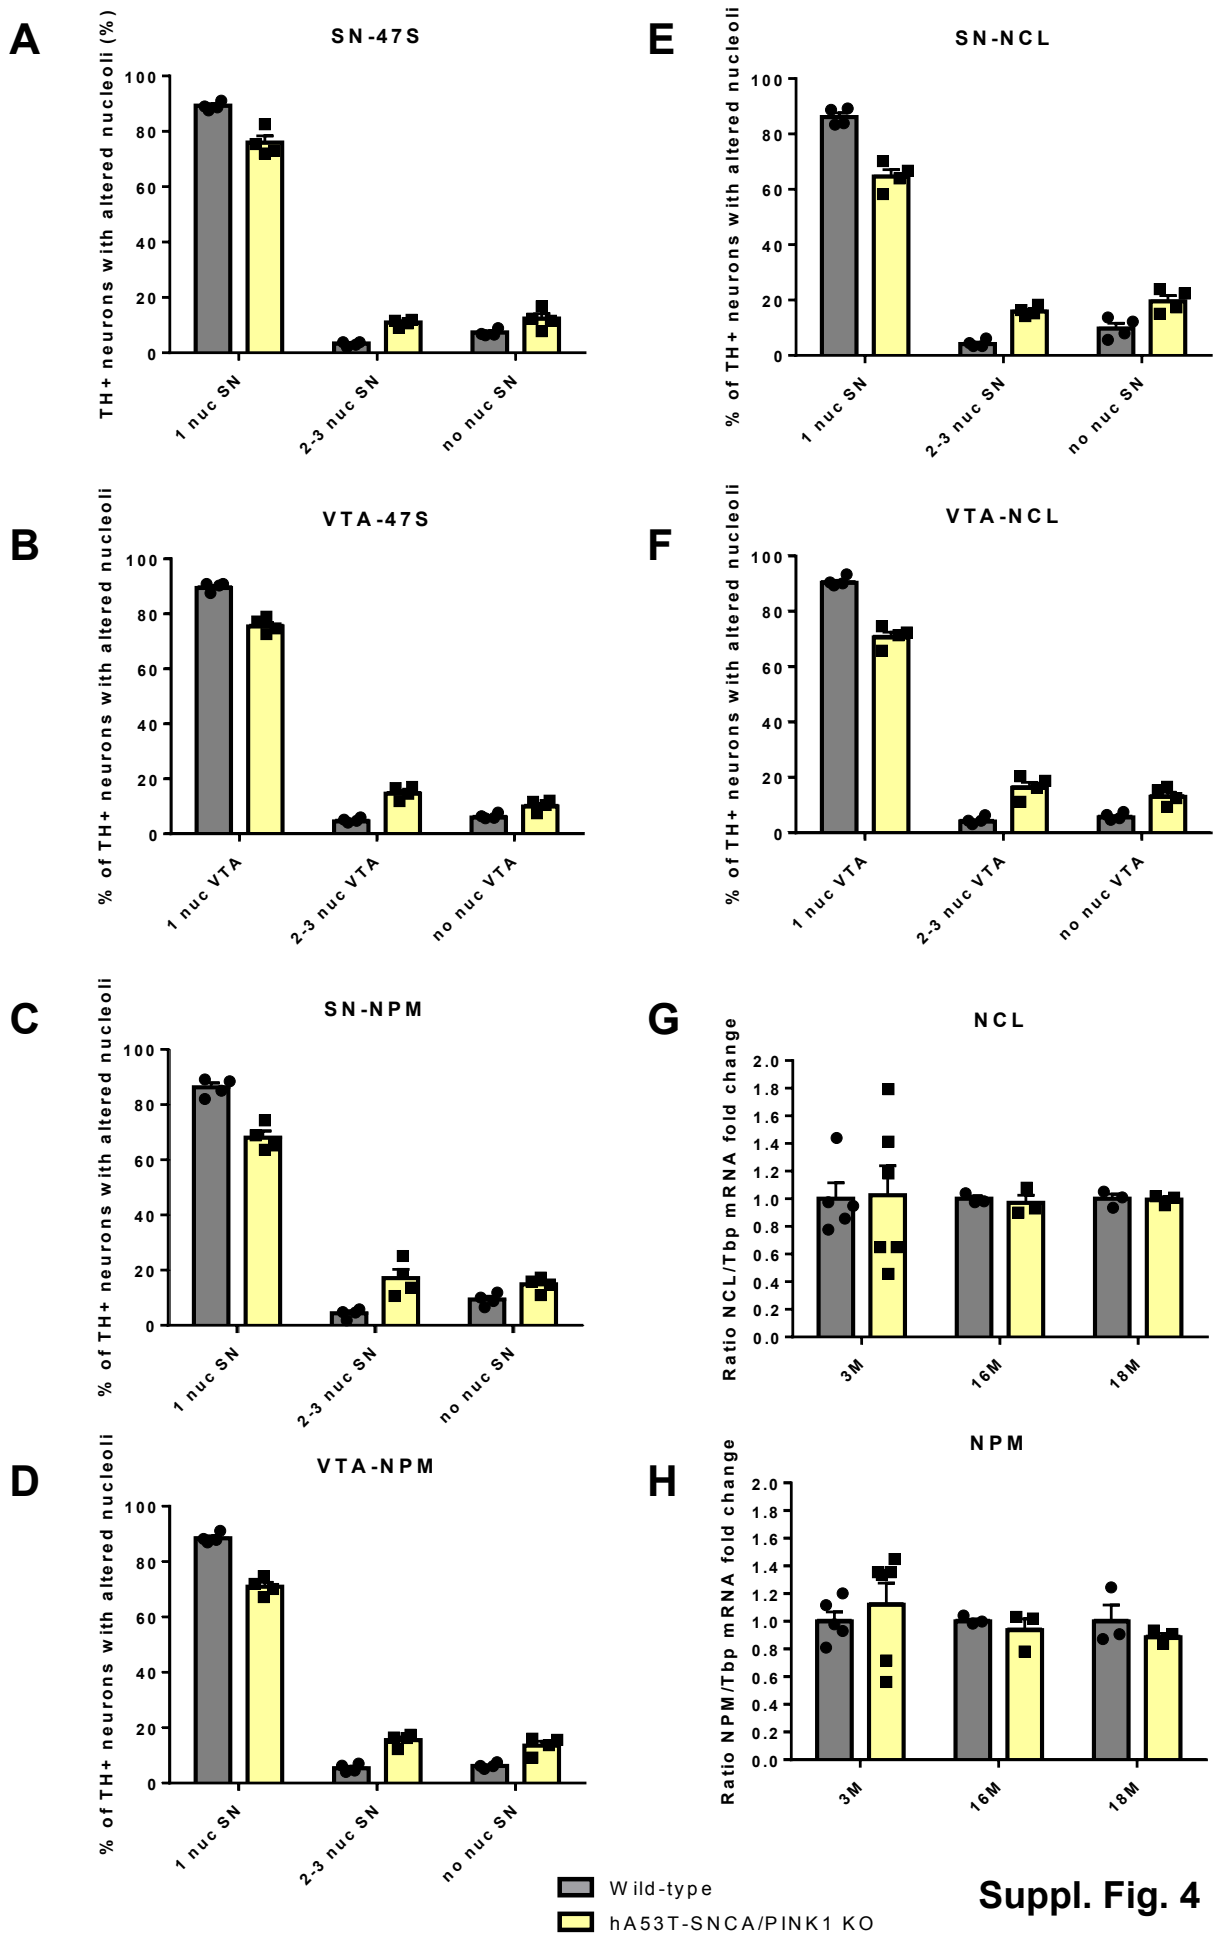 A
SN-47S
TH+ neurons with altered nucleoli (%)
100
80
60
40
20
0
1 nuc SN
2-3 nuc SN
no nuc SN
E
SN-NCL
% of TH+ neurons with altered nucleoli
100
80
60
40
20
0
1 nuc SN
2-3 nuc SN
no nuc SN
B
VTA-47S
% of TH+ neurons with altered nucleoli
100
80
60
40
20
0
1 nuc VTA
2-3 nuc VTA
no nuc VTA
F
VTA-NCL
% of TH+ neurons with altered nucleoli
100
80
60
40
20
0
1 nuc VTA
2-3 nuc VTA
no nuc VTA
C
SN-NPM
% of TH+ neurons with altered nucleoli
100
80
60
40
20
0
1 nuc SN
2-3 nuc SN
no nuc SN
G
NCL
Ratio NCL/Tbp mRNA fold change
2.0
1.8
1.6
1.4
1.2
1.0
0.8
0.6
0.4
0.2
0.0
3M
16M
18M
D
VTA-NPM
% of TH+ neurons with altered nucleoli
100
80
60
40
20
0
1 nuc SN
2-3 nuc SN
no nuc SN
H
NPM
Ratio NPM/Tbp mRNA fold change
2.0
1.8
1.6
1.4
1.2
1.0
0.8
0.6
0.4
0.2
0.0
3M
16M
18M
Wild-type
hA53T-SNCA/PINK1 KO
Suppl. Fig. 4